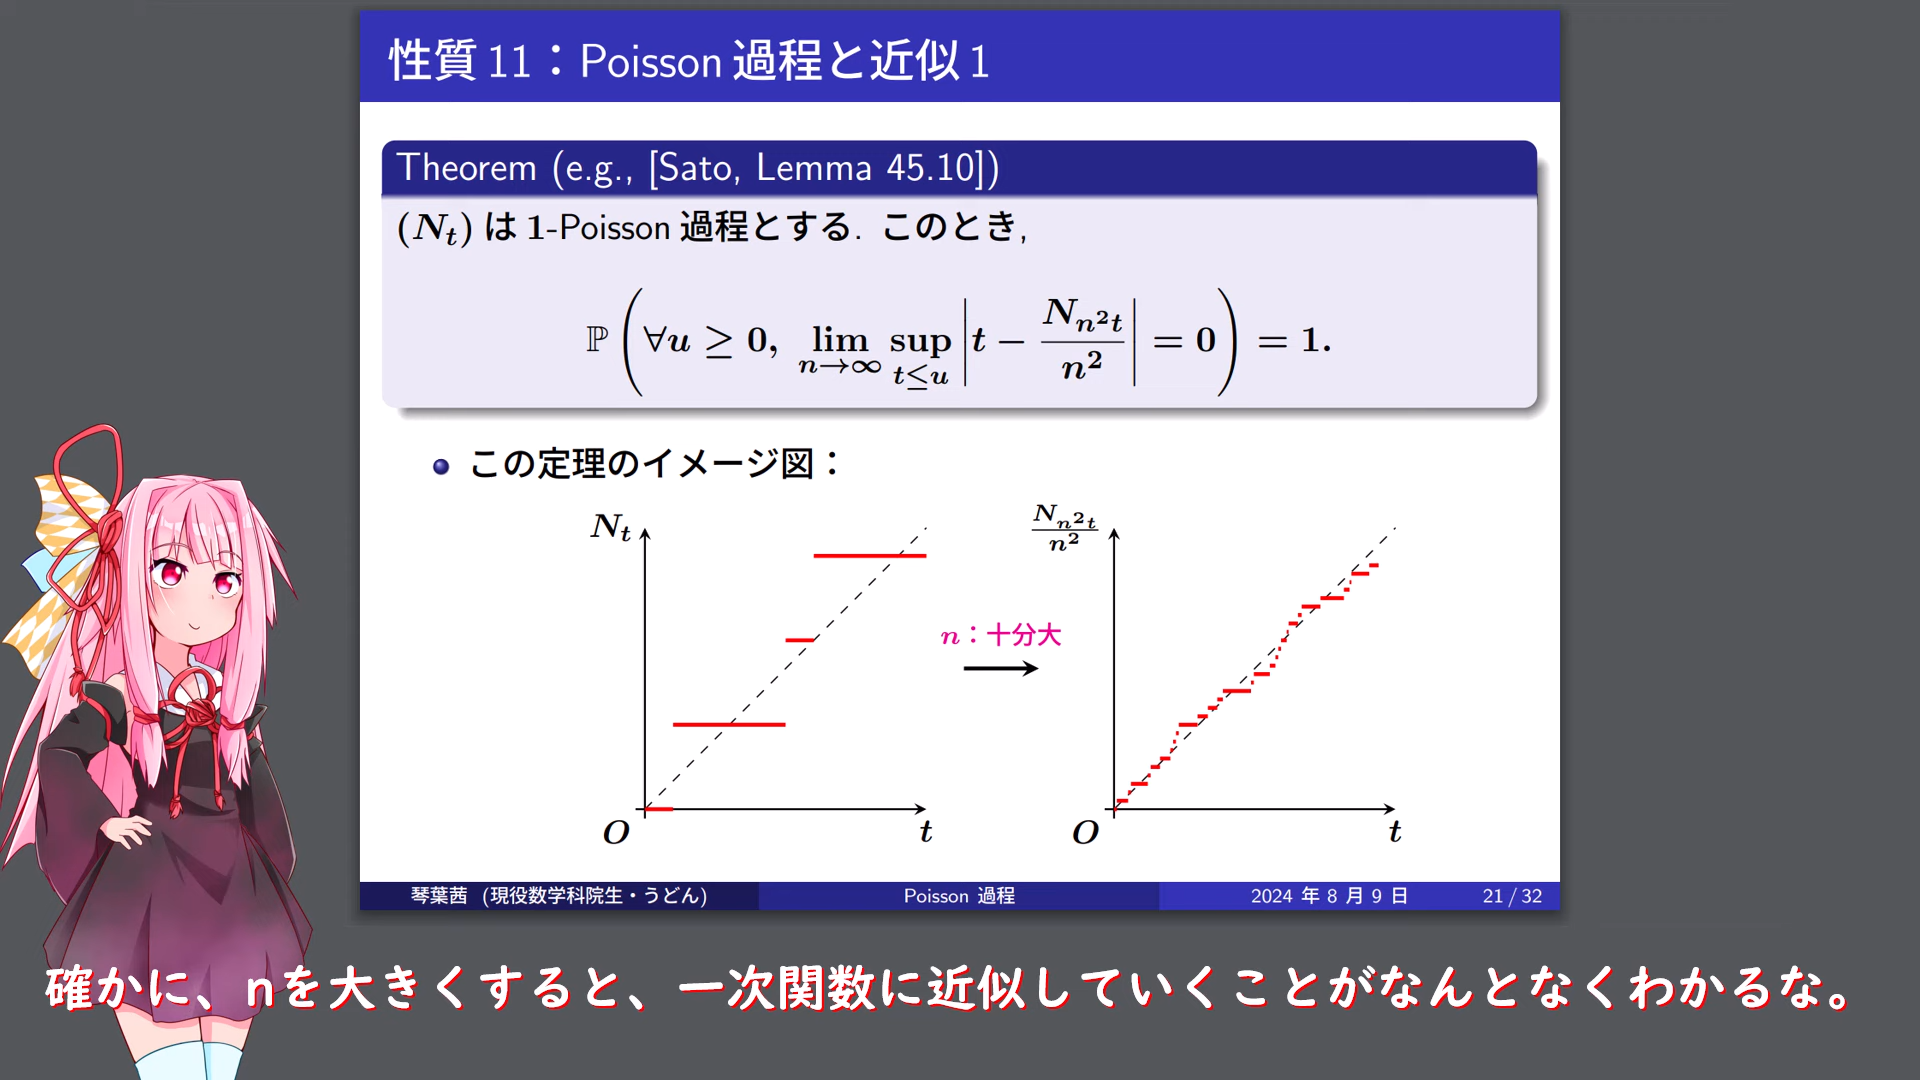 性質 11：Poisson 過程と近似 1
Theorem (e.g., [Sato, Lemma 45.10])
(N_t) は 1-Poisson 過程とする. このとき,
ℙ(∀u ≥ 0, lim_{n→∞} sup_{t≤u} |t − N_{n²t}/n²| = 0) = 1.
この定理のイメージ図：
N_t
O
t
n：十分大
N_{n²t}/n²
O
t
琴葉茜 (現役数学科院生・うどん) Poisson 過程 2024 年 8 月 9 日 21 / 32
確かに、nを大きくすると、一次関数に近似していくことがなんとなくわかるな。